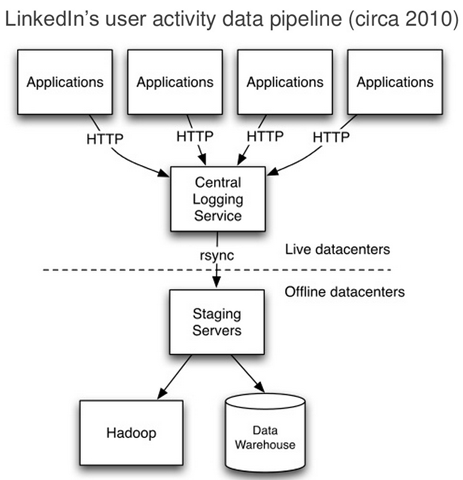 LinkedIn's user activity data pipeline (circa 2010)
Applications
Applications
Applications
Applications
HTTP
HTTP
HTTP
HTTP
Central
Logging
Service
rsync
Live datacenters
Offline datacenters
Staging
Servers
Hadoop
Data
Warehouse